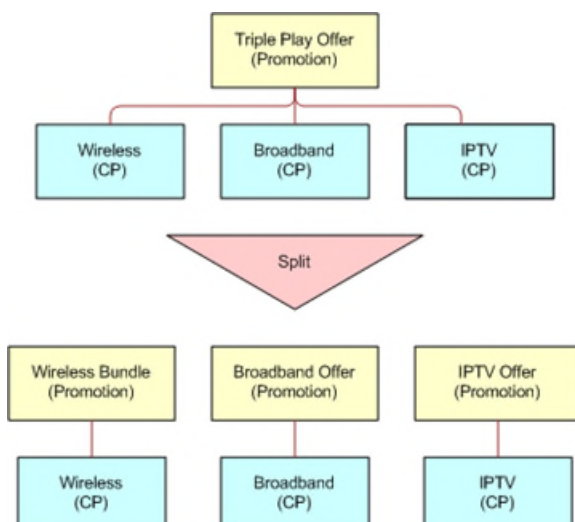 Triple Play Offer
(Promotion)
Wireless
(CP)
Broadband
(CP)
IPTV
(CP)
Split
Wireless Bundle
(Promotion)
Broadband Offer
(Promotion)
IPTV Offer
(Promotion)
Wireless
(CP)
Broadband
(CP)
IPTV
(CP)